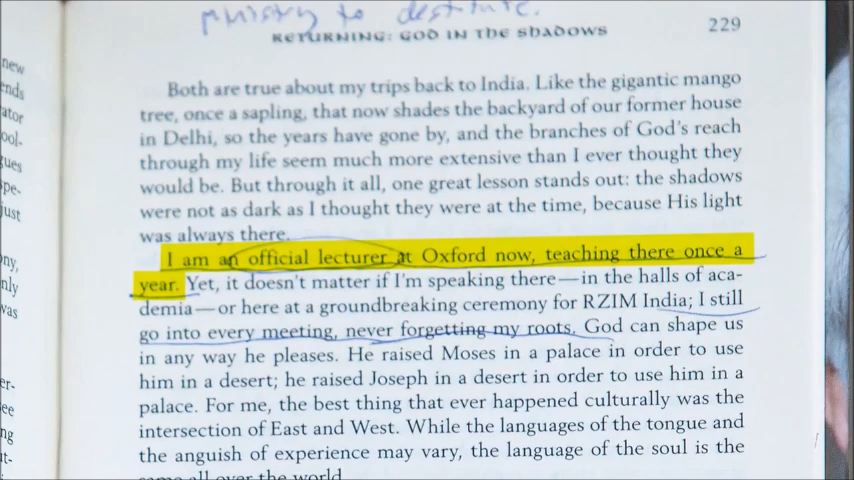 ministry to destitute.
RETURNING: GOD IN THE SHADOWS
229
Both are true about my trips back to India. Like the gigantic mango
tree, once a sapling, that now shades the backyard of our former house
in Delhi, so the years have gone by, and the branches of God's reach
through my life seem much more extensive than I ever thought they
would be. But through it all, one great lesson stands out: the shadows
were not as dark as I thought they were at the time, because His light
was always there.
I am an official lecturer at Oxford now, teaching there once a
year. Yet, it doesn't matter if I'm speaking there—in the halls of aca-
demia—or here at a groundbreaking ceremony for RZIM India; I still
go into every meeting, never forgetting my roots. God can shape us
in any way he pleases. He raised Moses in a palace in order to use
him in a desert; he raised Joseph in a desert in order to use him in a
palace. For me, the best thing that ever happened culturally was the
intersection of East and West. While the languages of the tongue and
the anguish of experience may vary, the language of the soul is the
same all over the world.